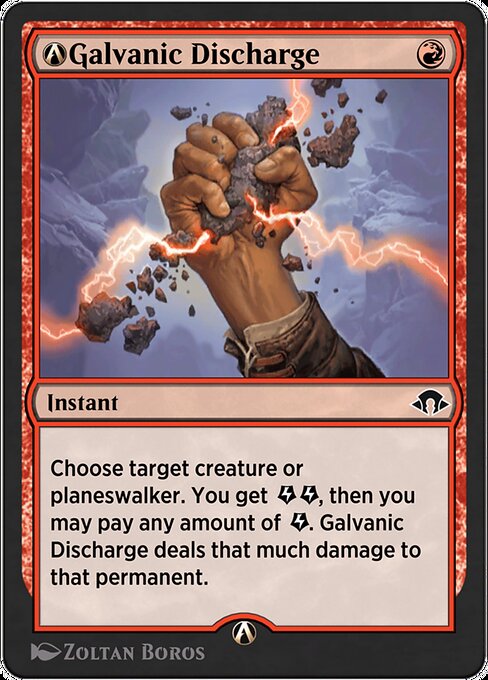 Galvanic Discharge
Instant
Choose target creature or
planeswalker. You get , then you
may pay any amount of . Galvanic
Discharge deals that much damage to
that permanent.
Zoltan Boros